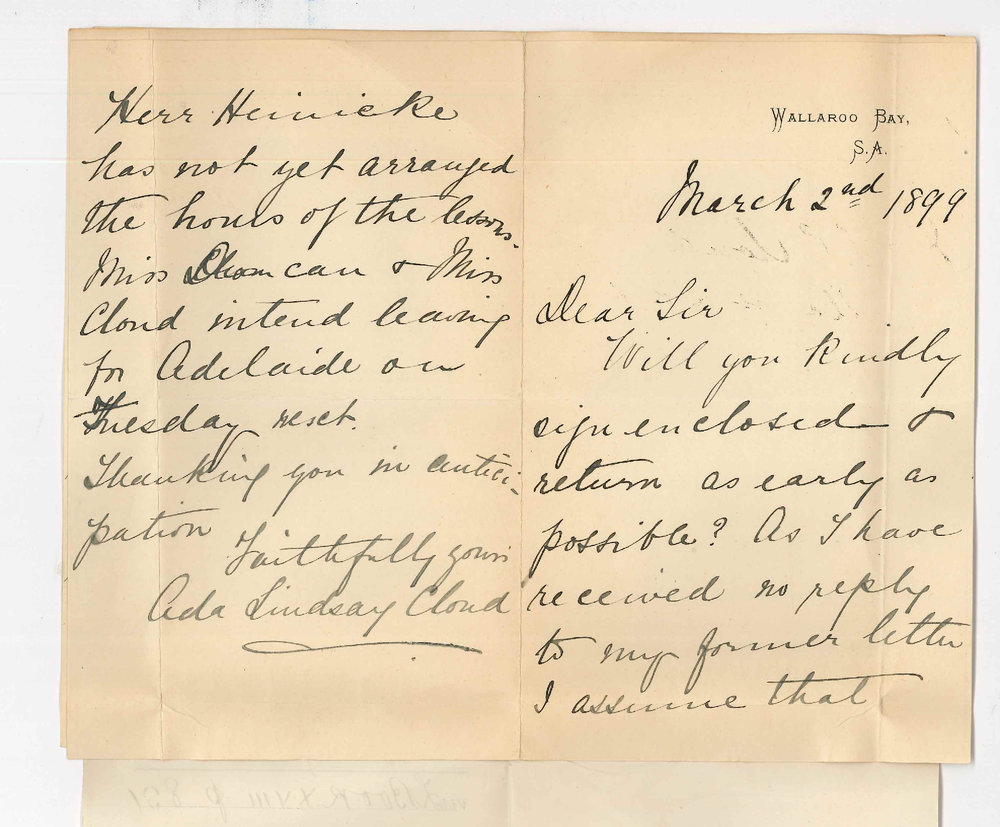 WALLAROO BAY,
S.A.
March 2nd 1899
Dear Sir
Will you kindly
sign enclosed &
return as early as
possible? As I have
received no reply
to my former letter
I assume that
Herr Heinicke
has not yet arranged
the hours of the lessons.
Miss Duncan & Miss
Cloud intend leaving
for Adelaide on
Tuesday next.
Thanking you in antici-
pation
Faithfully yours
Ada Lindsay Cloud